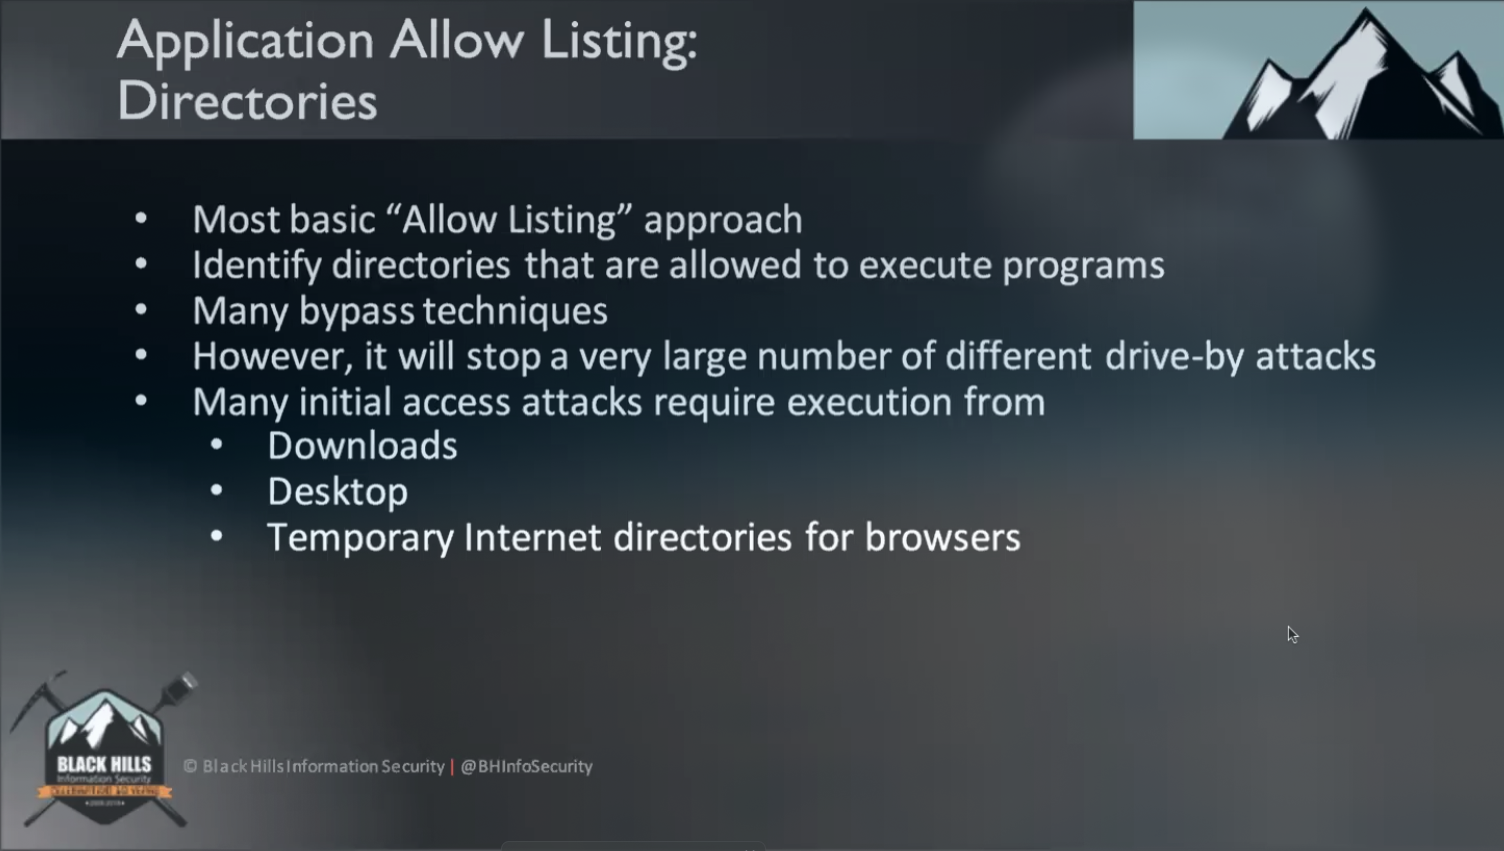 Application Allow Listing:
Directories
• Most basic “Allow Listing” approach
• Identify directories that are allowed to execute programs
• Many bypass techniques
• However, it will stop a very large number of different drive-by attacks
• Many initial access attacks require execution from
• Downloads
• Desktop
• Temporary Internet directories for browsers
BLACK HILLS
Information Security
© Black Hills Information Security | @BHInfoSecurity